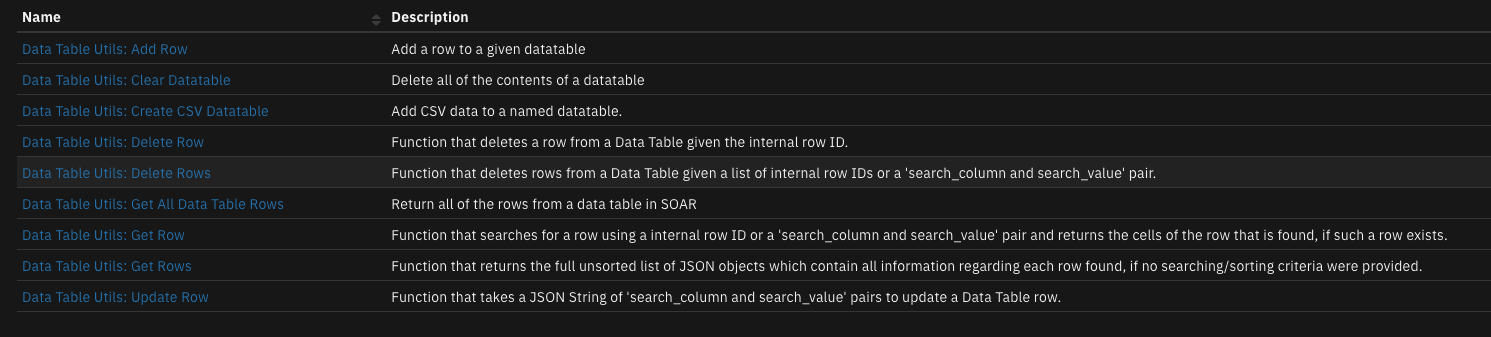 Name Description
Data Table Utils: Add Row Add a row to a given datatable
Data Table Utils: Clear Datatable Delete all of the contents of a datatable
Data Table Utils: Create CSV Datatable Add CSV data to a named datatable.
Data Table Utils: Delete Row Function that deletes a row from a Data Table given the internal row ID.
Data Table Utils: Delete Rows Function that deletes rows from a Data Table given a list of internal row IDs or a 'search_column and search_value' pair.
Data Table Utils: Get All Data Table Rows Return all of the rows from a data table in SOAR
Data Table Utils: Get Row Function that searches for a row using a internal row ID or a 'search_column and search_value' pair and returns the cells of the row that is found, if such a row exists.
Data Table Utils: Get Rows Function that returns the full unsorted list of JSON objects which contain all information regarding each row found, if no searching/sorting criteria were provided.
Data Table Utils: Update Row Function that takes a JSON String of 'search_column and search_value' pairs to update a Data Table row.